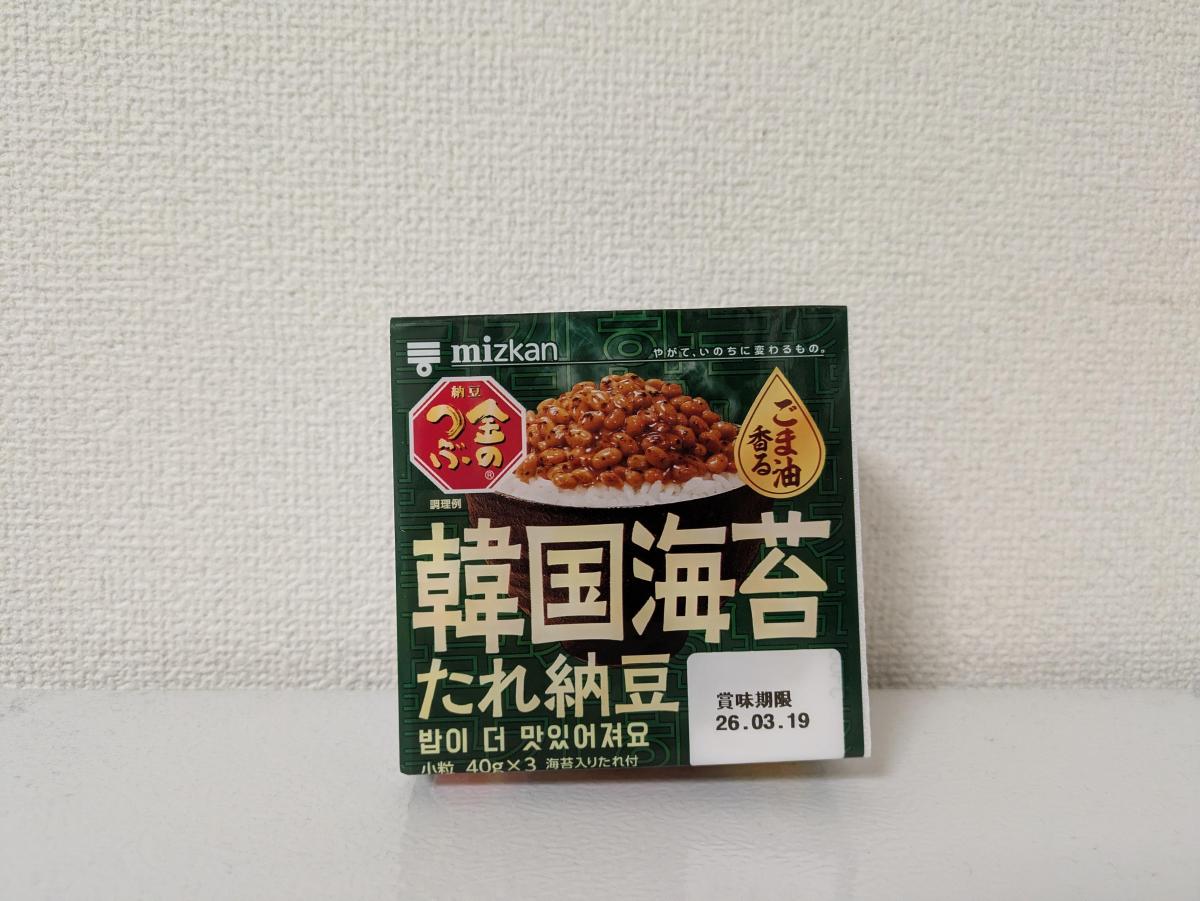 mizkan
やがて、いのちに変わるもの。
納豆
金の
つぶ®
ごま油
香る
調理例
韓国海苔
たれ納豆
밥이 더 맛있어져요
小粒 40g×3 海苔入りたれ付
賞味期限
26.03.19